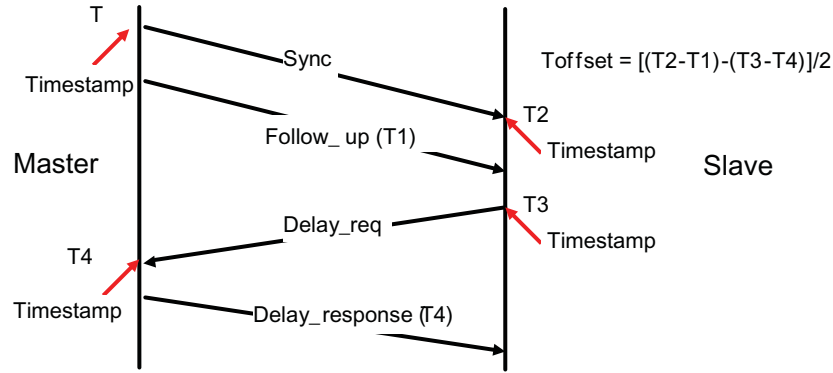 T
Sync
Toffset = [(T2-T1)-(T3-T4)]/2
Timestamp
T2
Follow_ up (T1)
Timestamp
Master
Slave
T3
Delay_req
Timestamp
T4
Timestamp
Delay_response (T4)